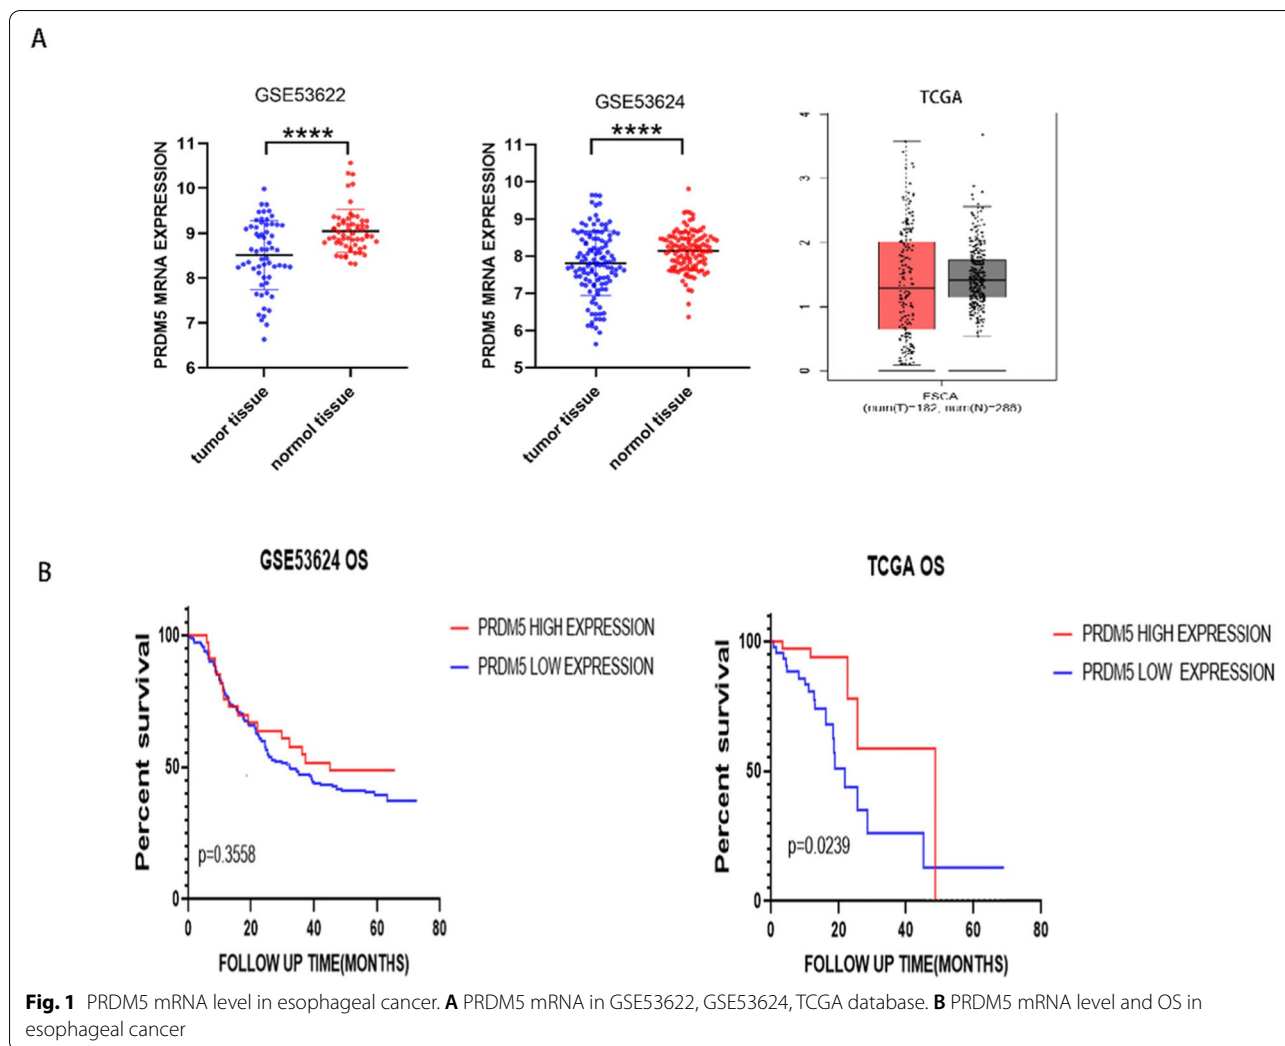 A
GSE53622
****
PRDM5 MRNA EXPRESSION
11
10
9
8
7
6
tumor tissue
normol tissue
GSE53624
****
PRDM5 MRNA EXPRESSION
11
10
9
8
7
6
5
tumor tissue
normol tissue
TCGA
4
3
2
1
0
ESCA
(num(T)=182, num(N)=286)
B
GSE53624 OS
PRDM5 HIGH EXPRESSION
PRDM5 LOW EXPRESSION
Percent survival
100
50
0
p=0.3558
0 20 40 60 80
FOLLOW UP TIME(MONTHS)
TCGA OS
PRDM5 HIGH EXPRESSION
PRDM5 LOW EXPRESSION
Percent survival
100
50
0
p=0.0239
0 20 40 60 80
FOLLOW UP TIME(MONTHS)
Fig. 1 PRDM5 mRNA level in esophageal cancer. A PRDM5 mRNA in GSE53622, GSE53624, TCGA database. B PRDM5 mRNA level and OS in
esophageal cancer